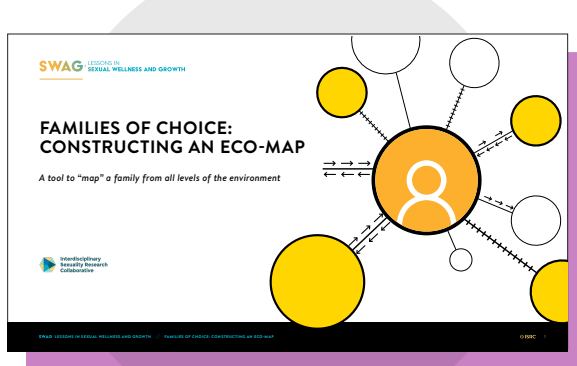 SWAG LESSONS IN
SEXUAL WELLNESS AND GROWTH
FAMILIES OF CHOICE:
CONSTRUCTING AN ECO-MAP
A tool to “map” a family from all levels of the environment
Interdisciplinary
Sexuality Research
Collaborative
SWAG LESSONS IN SEXUAL WELLNESS AND GROWTH / FAMILIES OF CHOICE: CONSTRUCTING AN ECO-MAP
© ISRC